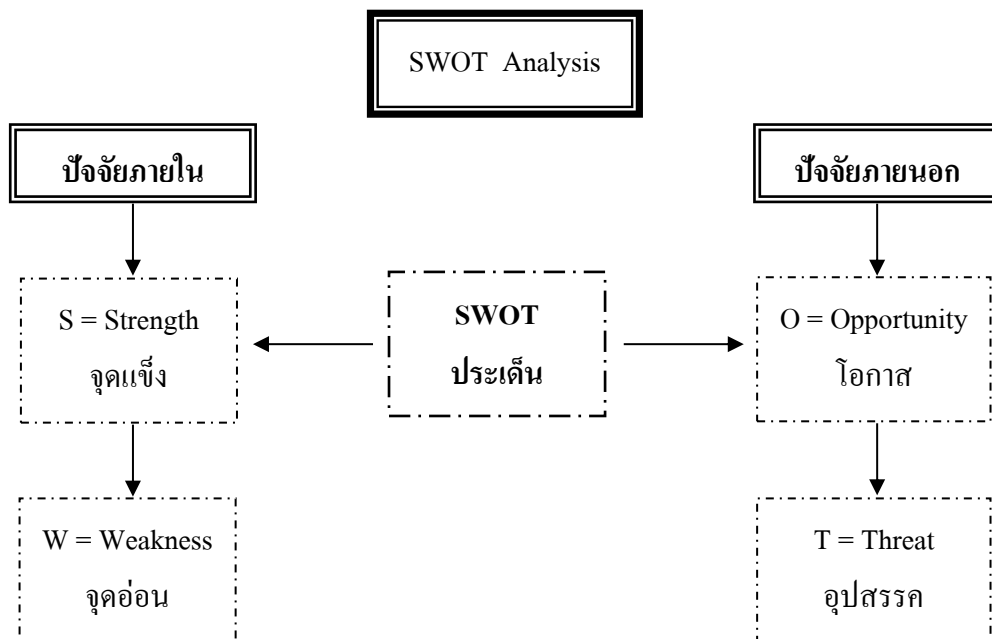 SWOT Analysis
ปัจจัยภายใน
ปัจจัยภายนอก
S = Strength
จุดแข็ง
SWOT
ประเด็น
O = Opportunity
โอกาส
W = Weakness
จุดอ่อน
T = Threat
อุปสรรค